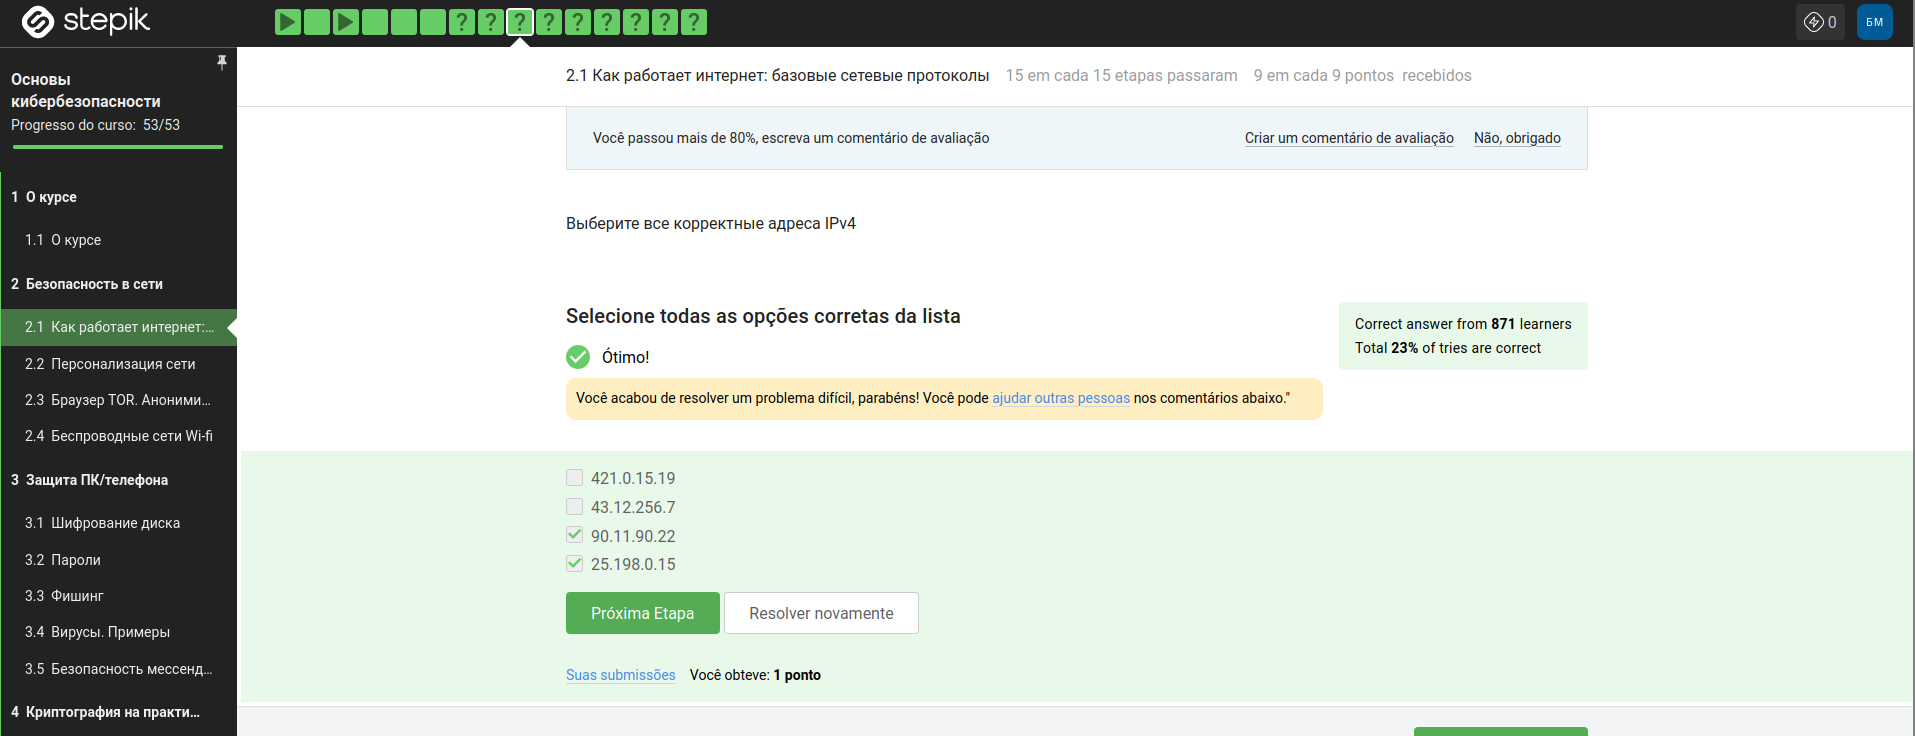 stepik
? ? ? ? ? ? ? ? ?
0
БМ
Основы
кибербезопасности
Progresso do curso: 53/53
1 О курсе
1.1 О курсе
2 Безопасность в сети
2.1 Как работает интернет:...
2.2 Персонализация сети
2.3 Браузер TOR. Аноними...
2.4 Беспроводные сети Wi-fi
3 Защита ПК/телефона
3.1 Шифрование диска
3.2 Пароли
3.3 Фишинг
3.4 Вирусы. Примеры
3.5 Безопасность мессенд...
4 Криптография на практи...
2.1 Как работает интернет: базовые сетевые протоколы 15 em cada 15 etapas passaram 9 em cada 9 pontos recebidos
Você passou mais de 80%, escreva um comentário de avaliação Criar um comentário de avaliação Não, obrigado
Выберите все корректные адреса IPv4
Selecione todas as opções corretas da lista
Correct answer from 871 learners
Total 23% of tries are correct
Ótimo!
Você acabou de resolver um problema difícil, parabéns! Você pode ajudar outras pessoas nos comentários abaixo."
421.0.15.19
43.12.256.7
90.11.90.22
25.198.0.15
Próxima Etapa
Resolver novamente
Suas submissões Você obteve: 1 ponto